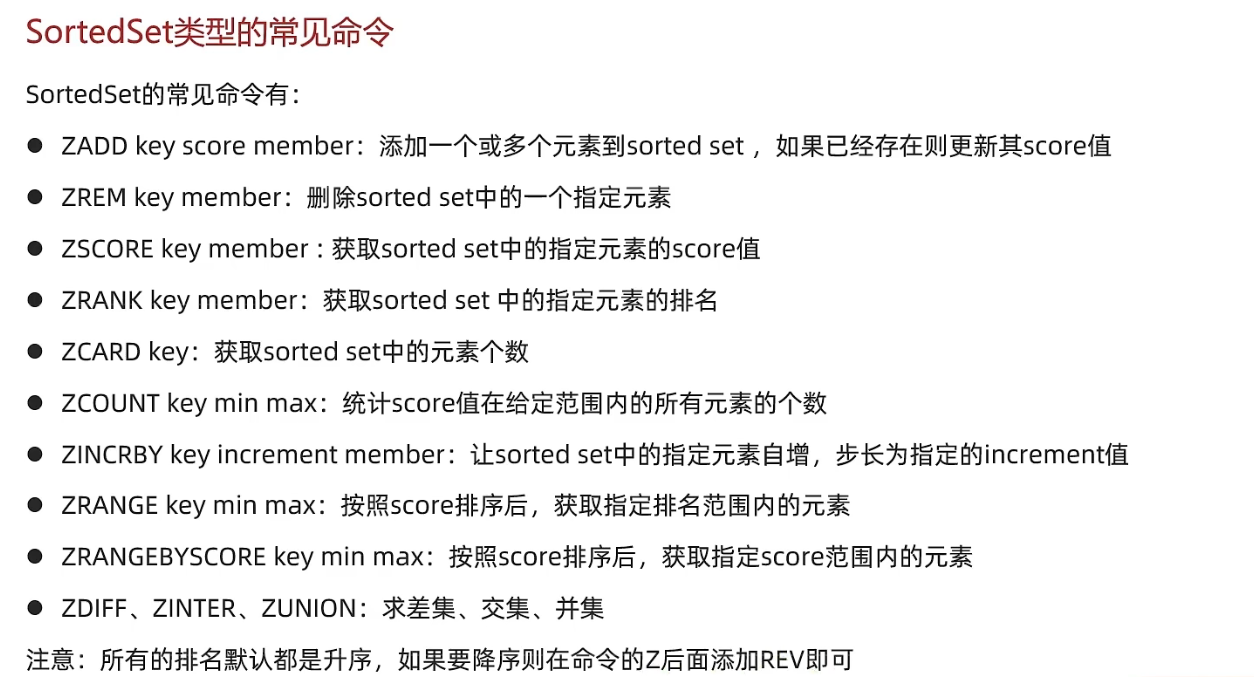 SortedSet类型的常见命令
SortedSet的常见命令有：
● ZADD key score member：添加一个或多个元素到sorted set ，如果已经存在则更新其score值
● ZREM key member：删除sorted set中的一个指定元素
● ZSCORE key member : 获取sorted set中的指定元素的score值
● ZRANK key member：获取sorted set 中的指定元素的排名
● ZCARD key：获取sorted set中的元素个数
● ZCOUNT key min max：统计score值在给定范围内的所有元素的个数
● ZINCRBY key increment member：让sorted set中的指定元素自增，步长为指定的increment值
● ZRANGE key min max：按照score排序后，获取指定排名范围内的元素
● ZRANGEBYSCORE key min max：按照score排序后，获取指定score范围内的元素
● ZDIFF、ZINTER、ZUNION：求差集、交集、并集
注意：所有的排名默认都是升序，如果要降序则在命令的Z后面添加REV即可